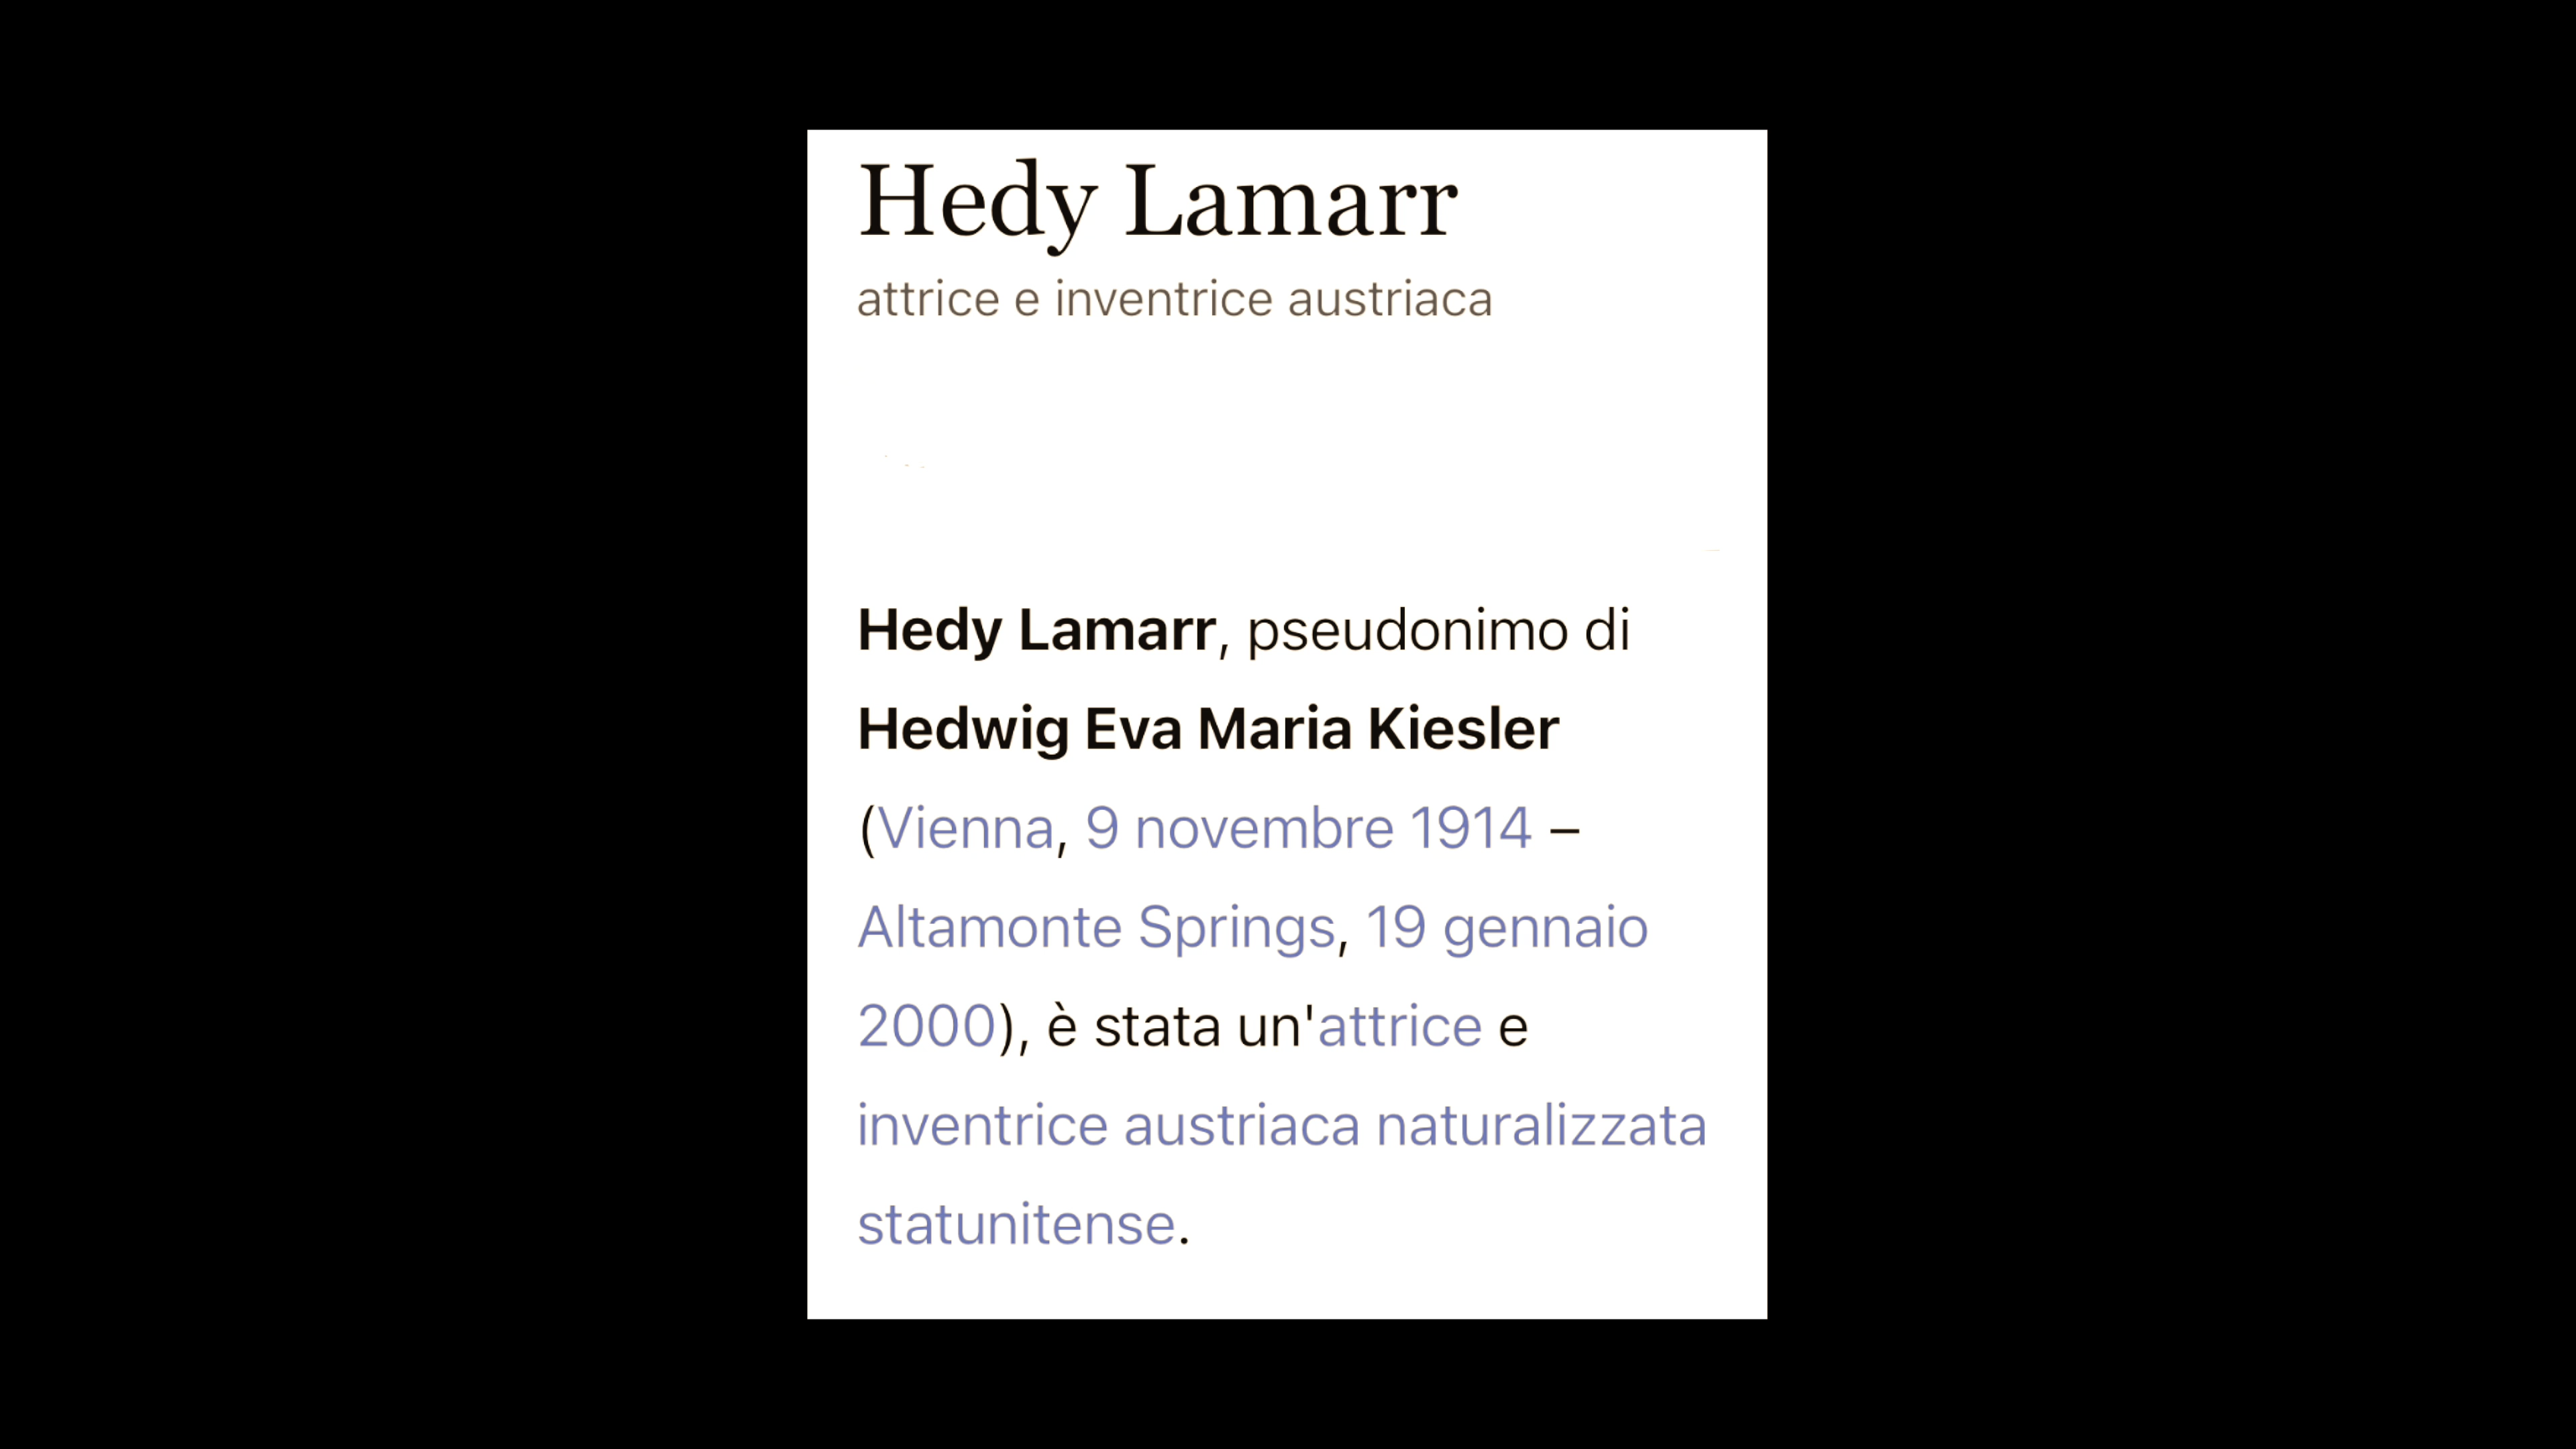 Hedy Lamarr
attrice e inventrice austriaca
Hedy Lamarr, pseudonimo di
Hedwig Eva Maria Kiesler
(Vienna, 9 novembre 1914 –
Altamonte Springs, 19 gennaio
2000), è stata un'attrice e
inventrice austriaca naturalizzata
statunitense.